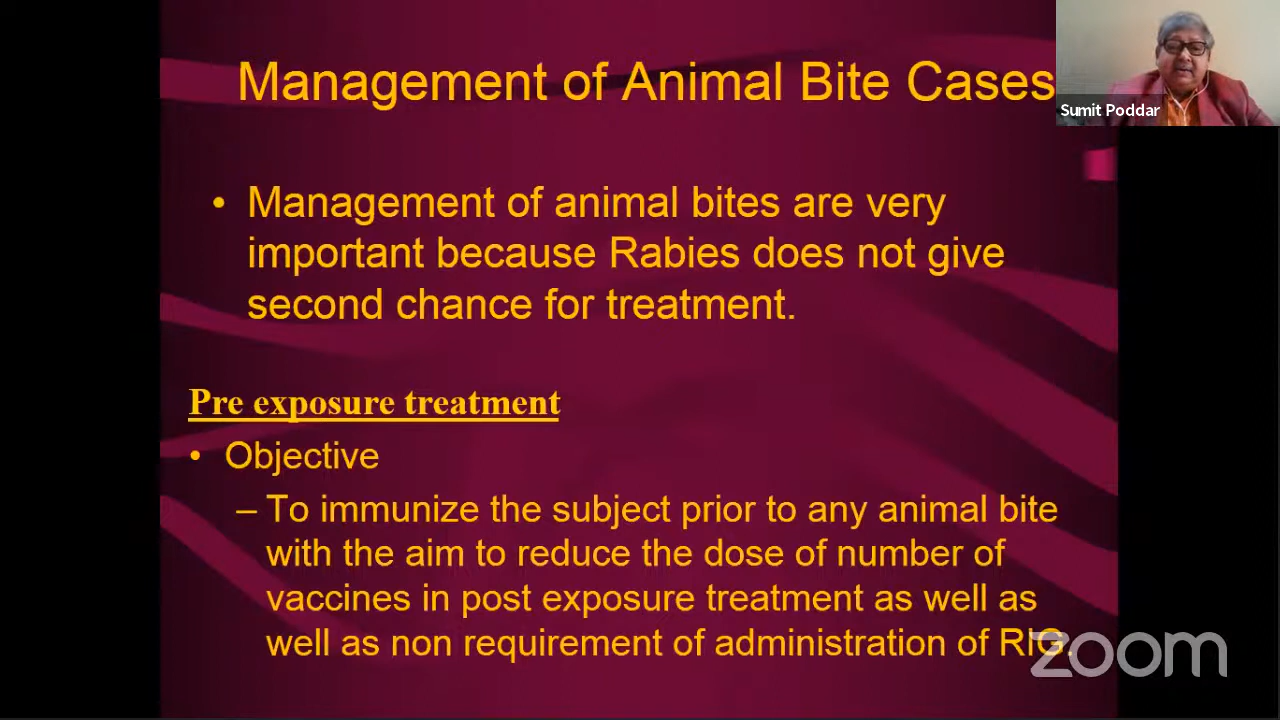 Management of Animal Bite Cases
Sumit Poddar
• Management of animal bites are very
important because Rabies does not give
second chance for treatment.
Pre exposure treatment
• Objective
– To immunize the subject prior to any animal bite
with the aim to reduce the dose of number of
vaccines in post exposure treatment as well as
well as non requirement of administration of RIG.
zoom